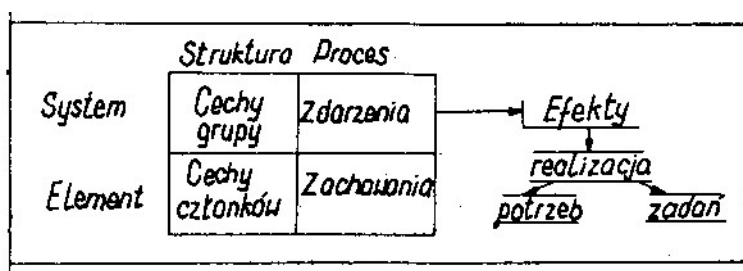 Struktura Proces
System
Cechy grupy
Zdarzenia
Efekty
Element
Cechy członków
Zachowania
realizacja
potrzeb
zadań